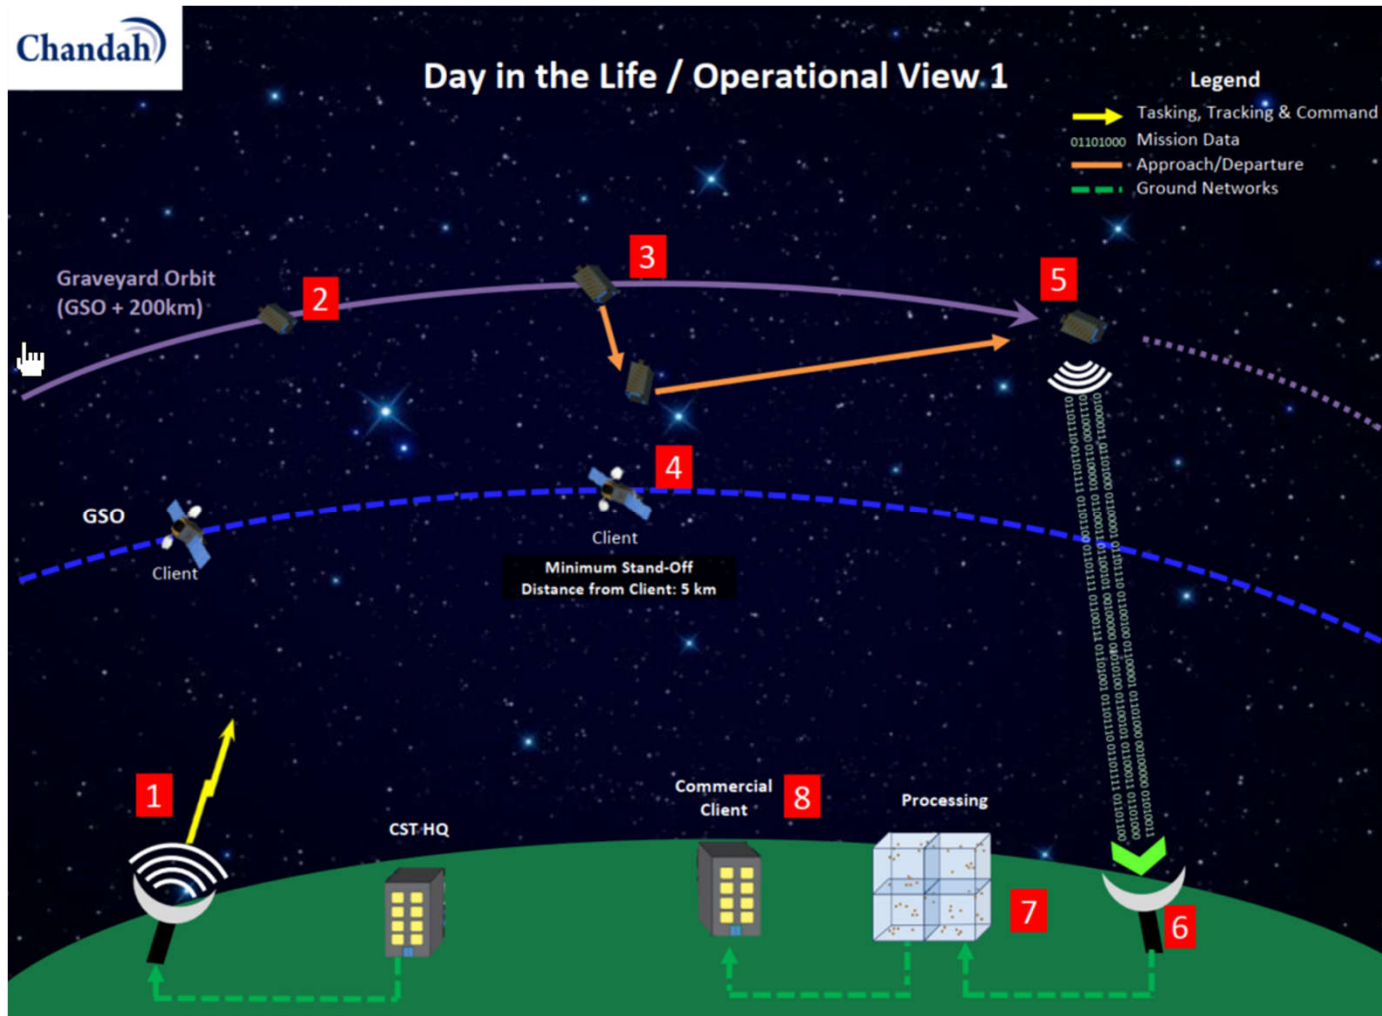 Chandah
Day in the Life / Operational View 1
Legend
Tasking, Tracking & Command
01101000 Mission Data
Approach/Departure
Ground Networks
Graveyard Orbit
(GSO + 200km)
2
3
5
4
GSO
Client
Client
Minimum Stand-Off
Distance from Client: 5 km
1
CST HQ
Commercial
Client
8
Processing
7
6